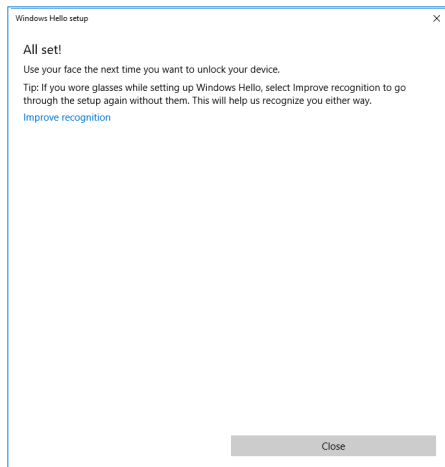 Windows Hello setup
All set!
Use your face the next time you want to unlock your device.
Tip: If you wore glasses while setting up Windows Hello, select Improve recognition to go
through the setup again without them. This will help us recognize you either way.
Improve recognition
Close